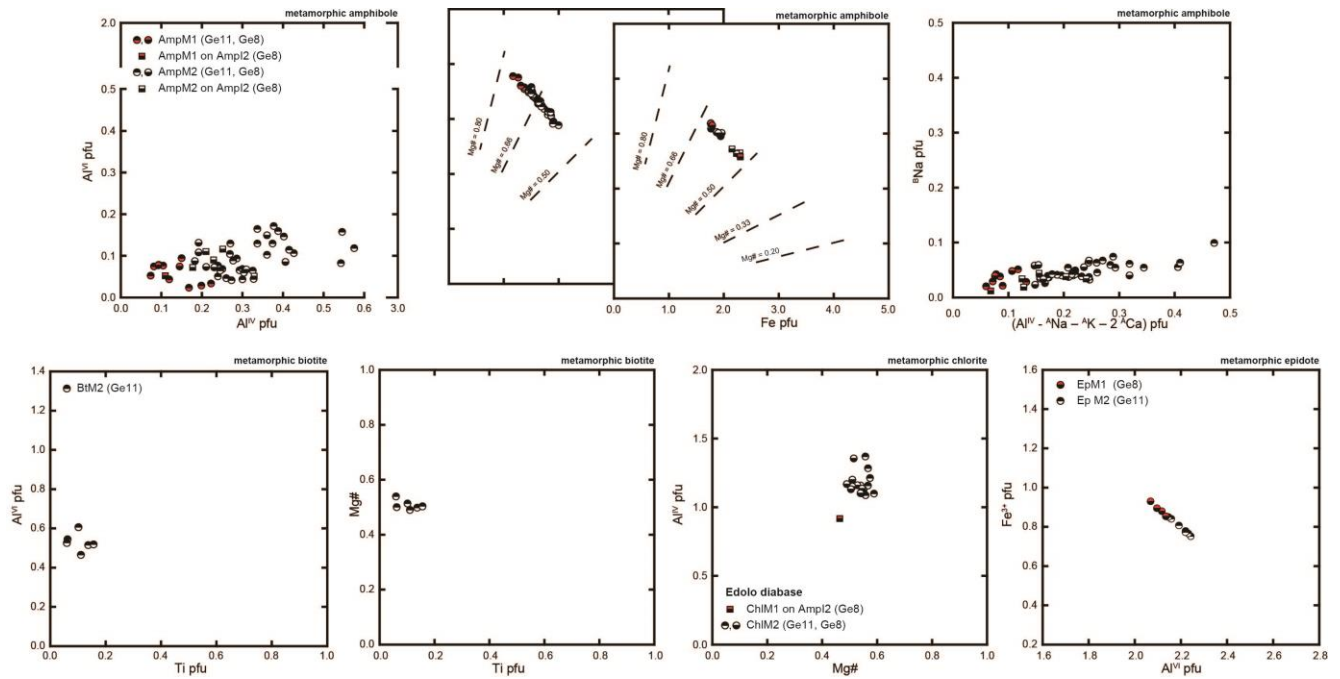 metamorphic amphibole
2.0
AmpM1 (Ge11, Ge8)
AmpM1 on Ampl2 (Ge8)
AmpM2 (Ge11, Ge8)
AmpM2 on Ampl2 (Ge8)
0.5
0.4
0.3
0.2
0.1
0.0
Al^VI pfu
0.0 0.1 0.2 0.3 0.4 0.5 0.6 3.0
Al^IV pfu
Mg# = 0.80
Mg# = 0.66
Mg# = 0.50
metamorphic amphibole
Mg# = 0.80
Mg# = 0.66
Mg# = 0.50
Mg# = 0.33
Mg# = 0.20
0.0 1.0 2.0 3.0 4.0 5.0
Fe pfu
metamorphic amphibole
0.5
0.4
0.3
0.2
0.1
0.0
^BNa pfu
0.0 0.1 0.2 0.3 0.4 0.5
(Al^IV - ^ANa – ^AK – 2 ^ACa) pfu
metamorphic biotite
1.4
1.2
1.0
0.8
0.6
0.4
0.2
0.0
Al^VI pfu
BtM2 (Ge11)
0.0 0.2 0.4 0.6 0.8 1.0
Ti pfu
metamorphic biotite
1.0
0.8
0.6
0.4
0.2
0.0
Mg#
0.0 0.2 0.4 0.6 0.8 1.0
Ti pfu
metamorphic chlorite
2.0
1.5
1.0
0.5
0.0
Al^IV pfu
Edolo diabase
ChlM1 on Ampl2 (Ge8)
ChlM2 (Ge11, Ge8)
0.0 0.2 0.4 0.6 0.8 1.0
Mg#
metamorphic epidote
1.6
1.4
1.2
1.0
0.8
0.6
0.4
0.2
Fe³⁺ pfu
EpM1 (Ge8)
Ep M2 (Ge11)
1.6 1.8 2.0 2.2 2.4 2.6 2.8
Al^VI pfu